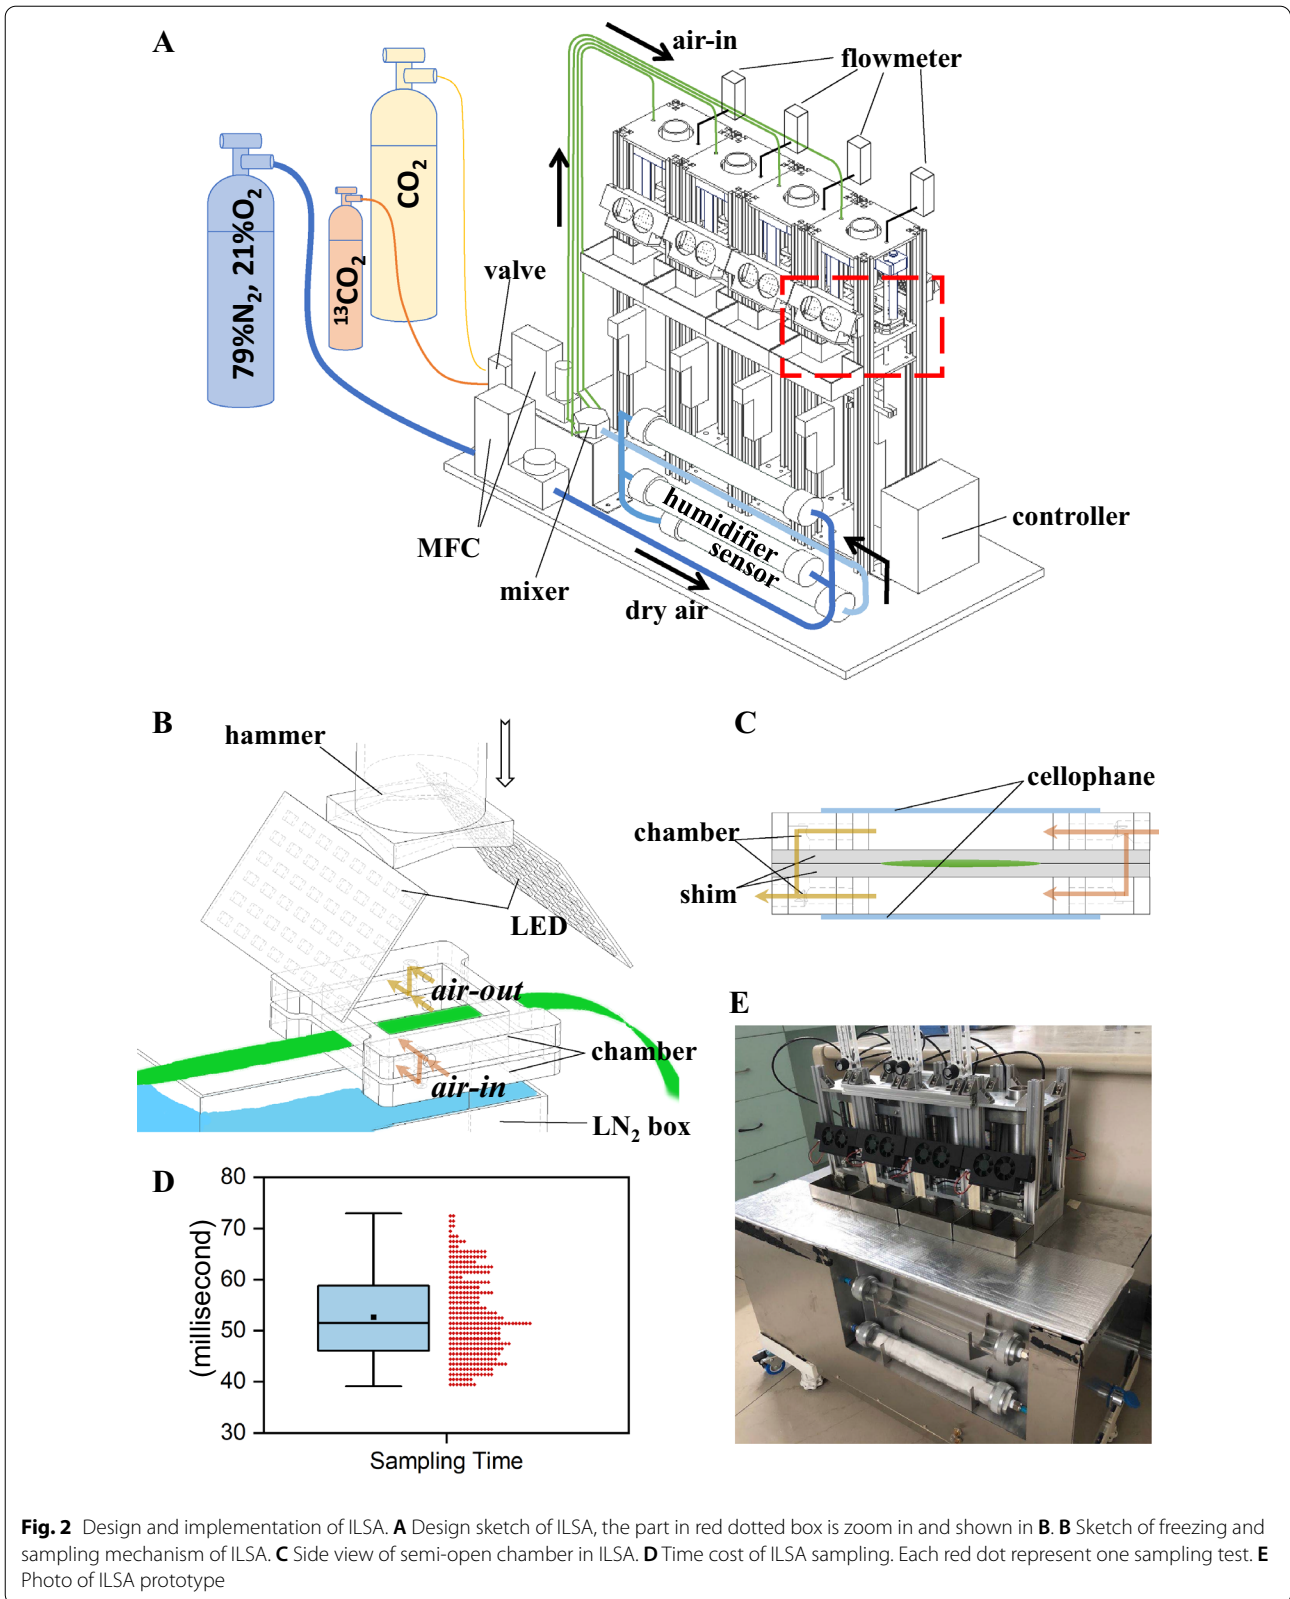 A
air-in
flowmeter
CO2
79%N2, 21%O2
13CO2
valve
MFC
mixer
humidifier
sensor
dry air
controller
B
hammer
LED
air-out
chamber
air-in
LN2 box
C
cellophane
chamber
shim
D
(millisecond)
80
70
60
50
40
30
Sampling Time
E
Fig. 2 Design and implementation of ILSA. A Design sketch of ILSA, the part in red dotted box is zoom in and shown in B. B Sketch of freezing and
sampling mechanism of ILSA. C Side view of semi-open chamber in ILSA. D Time cost of ILSA sampling. Each red dot represent one sampling test. E
Photo of ILSA prototype